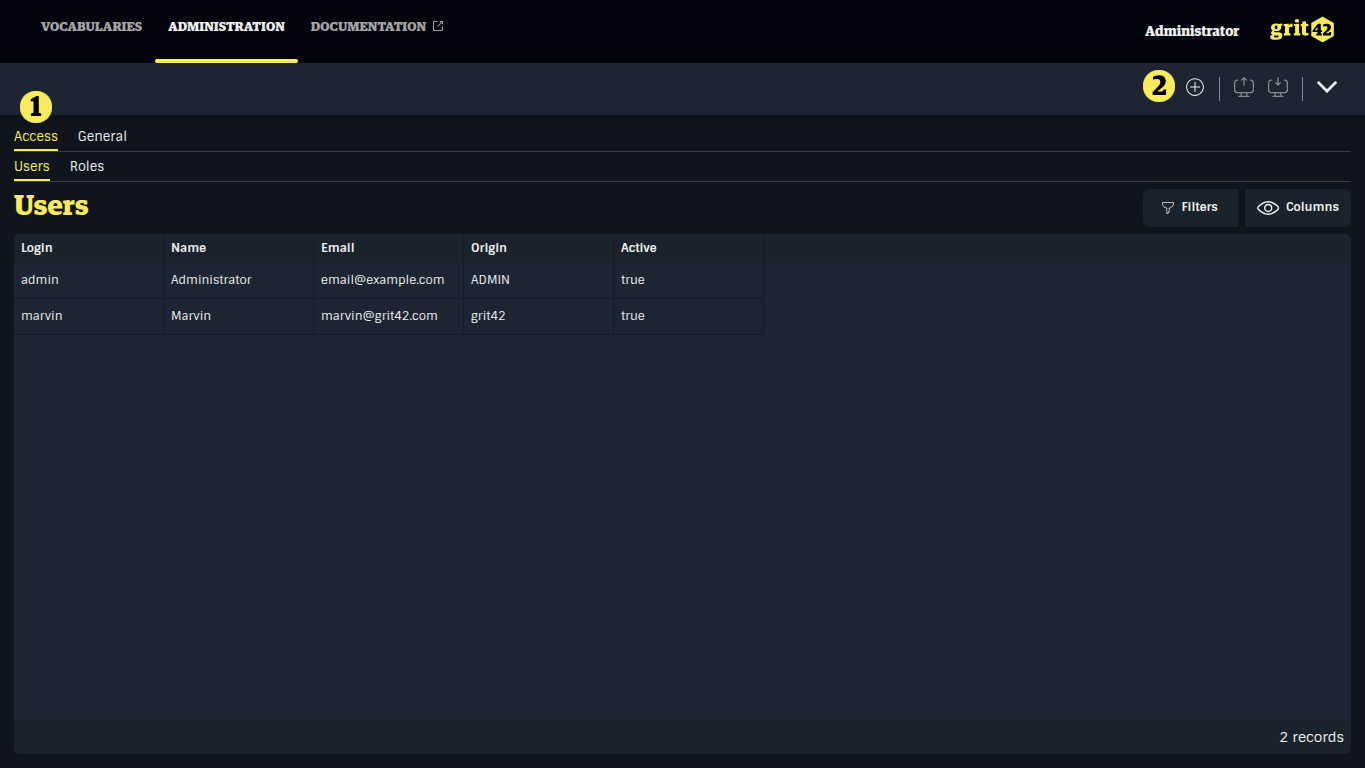 VOCABULARIES ADMINISTRATION DOCUMENTATION Administrator grit42
2
1
Access General
Users Roles
Users Filters Columns
Login Name Email Origin Active
admin Administrator email@example.com ADMIN true
marvin Marvin marvin@grit42.com grit42 true
2 records